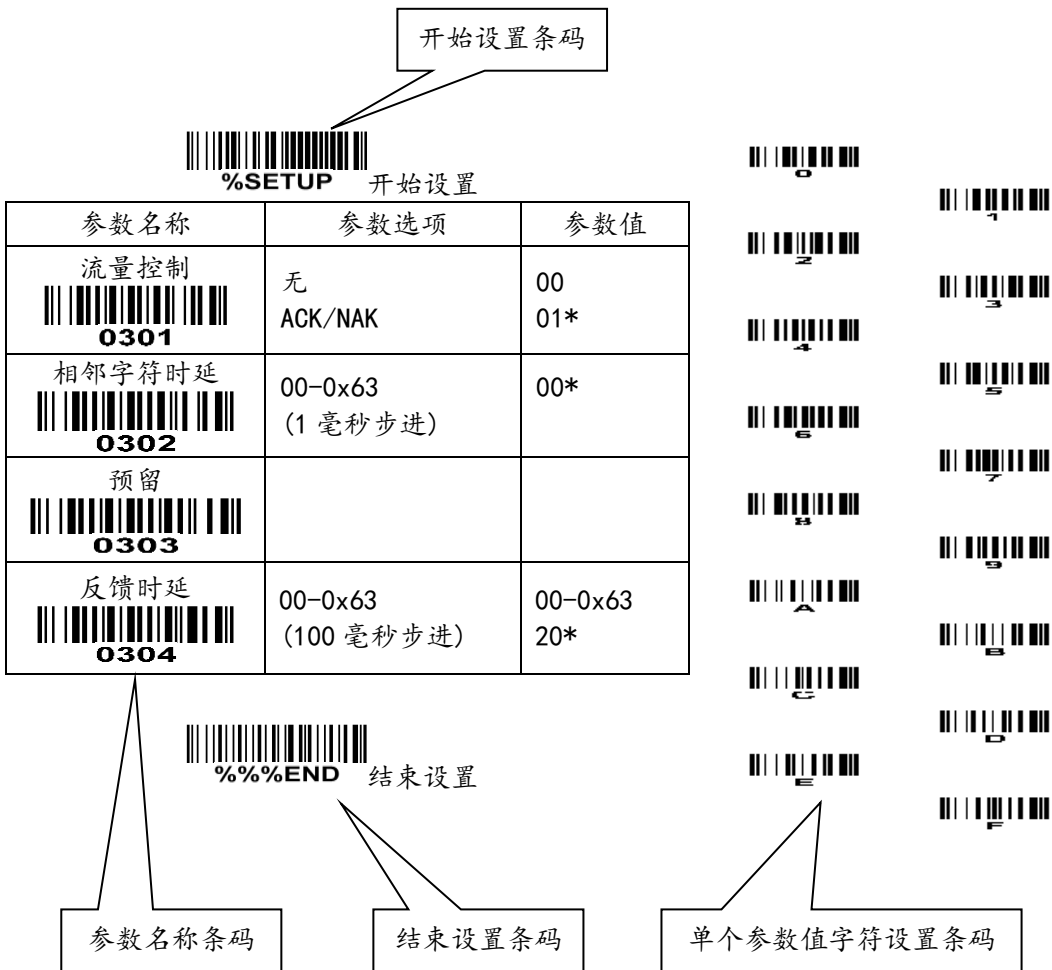 开始设置条码
%SETUP 开始设置
参数名称 参数选项 参数值
流量控制
0301
无 00
ACK/NAK 01*
相邻字符时延
0302
00-0x63 00*
(1 毫秒步进)
预留
0303
反馈时延
0304
00-0x63 00-0x63
(100 毫秒步进) 20*
%%%END 结束设置
0
1
2
3
4
5
6
7
8
9
A
B
C
D
E
F
参数名称条码
结束设置条码
单个参数值字符设置条码